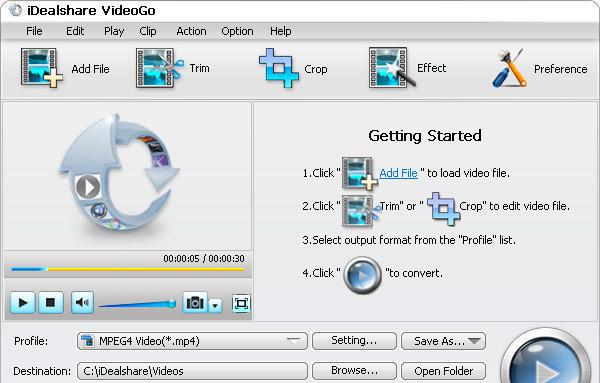 iDealshare VideoGo
File Edit Play Clip Action Option Help
Add File Trim Crop Effect Preference
Getting Started
1.Click " Add File " to load video file.
2.Click " Trim" or " Crop" to edit video file.
3.Select output format from the "Profile" list.
4.Click " "to convert.
00:00:05 / 00:00:30
Profile: MPEG4 Video(*.mp4) Setting... Save As...
Destination: C:\iDealshare\Videos Browse... Open Folder